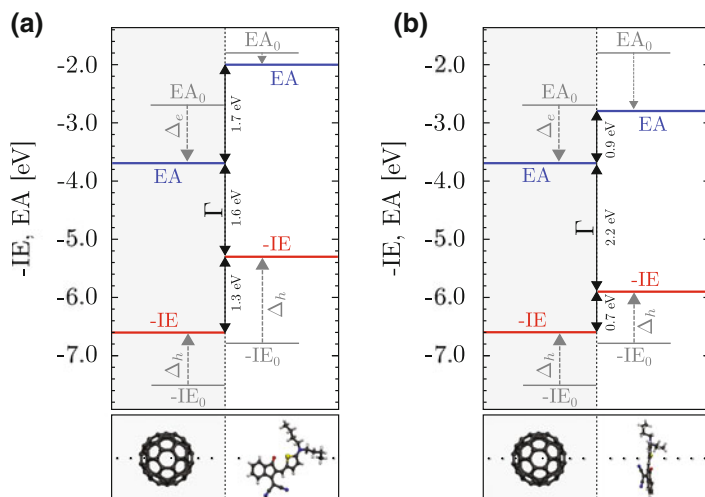 (a)
-IE, EA [eV]
-2.0
-3.0
-4.0
-5.0
-6.0
-7.0
EA₀
EA
EA₀
Δₑ
1.7 eV
EA
Γ
1.6 eV
-IE
1.3 eV
Δₕ
-IE
Δₕ
-IE₀
-IE₀
(b)
-IE, EA [eV]
-2.0
-3.0
-4.0
-5.0
-6.0
-7.0
EA₀
EA₀
Δₑ
EA
0.9 eV
EA
Γ
2.2 eV
-IE
0.7 eV
-IE
Δₕ
Δₕ
-IE₀
-IE₀